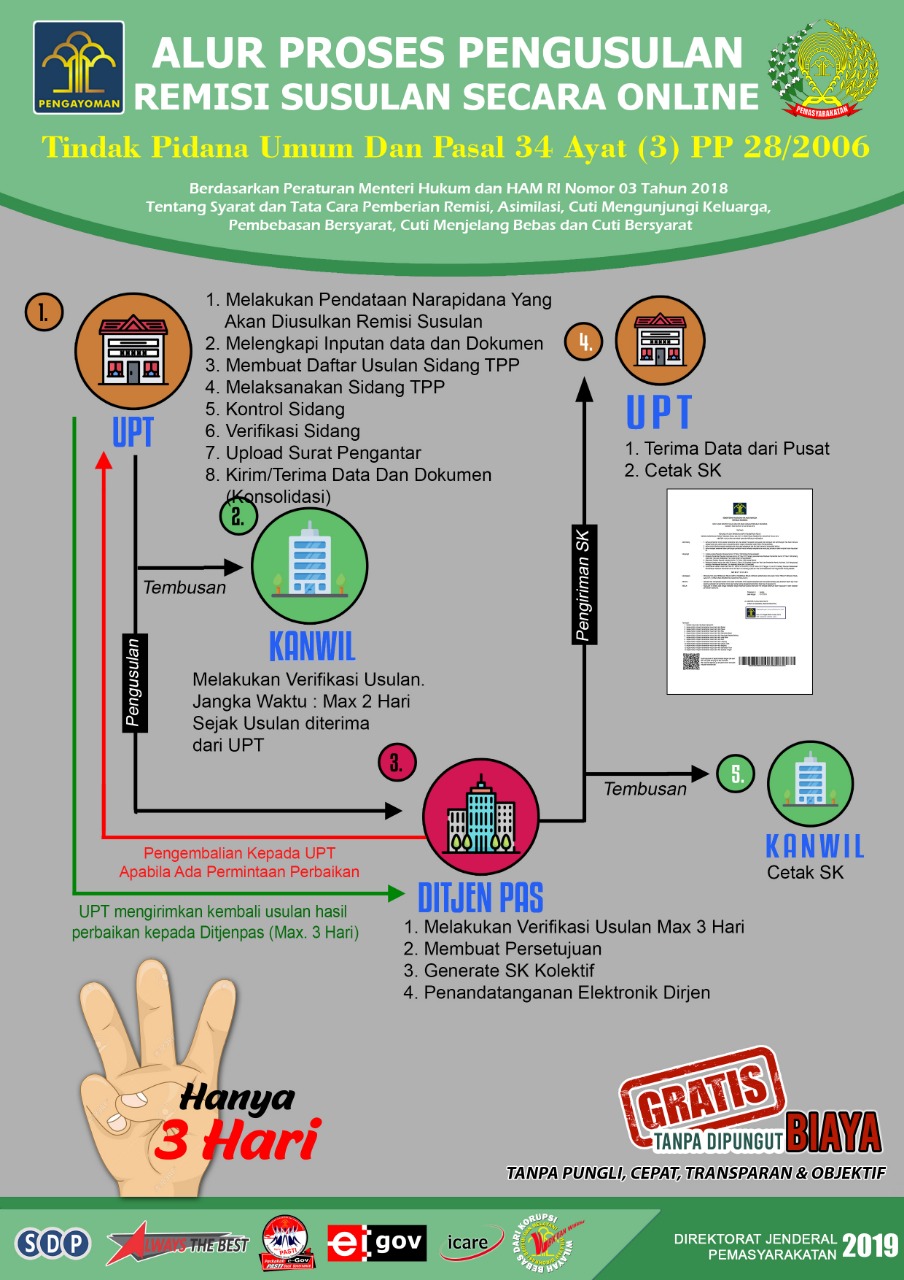 PENGAYOMAN
ALUR PROSES PENGUSULAN
REMISI SUSULAN SECARA ONLINE
PEMASYARAKATAN
Tindak Pidana Umum Dan Pasal 34 Ayat (3) PP 28/2006
Berdasarkan Peraturan Menteri Hukum dan HAM RI Nomor 03 Tahun 2018
Tentang Syarat dan Tata Cara Pemberian Remisi, Asimilasi, Cuti Mengunjungi Keluarga,
Pembebasan Bersyarat, Cuti Menjelang Bebas dan Cuti Bersyarat
1.
UPT
1. Melakukan Pendataan Narapidana Yang
Akan Diusulkan Remisi Susulan
2. Melengkapi Inputan data dan Dokumen
3. Membuat Daftar Usulan Sidang TPP
4. Melaksanakan Sidang TPP
5. Kontrol Sidang
6. Verifikasi Sidang
7. Upload Surat Pengantar
8. Kirim/Terima Data Dan Dokumen
(Konsolidasi)
4.
UPT
1. Terima Data dari Pusat
2. Cetak SK
2.
Tembusan
KANWIL
Melakukan Verifikasi Usulan.
Jangka Waktu : Max 2 Hari
Sejak Usulan diterima
dari UPT
Pengusulan
Pengiriman SK
3.
DITJEN PAS
1. Melakukan Verifikasi Usulan Max 3 Hari
2. Membuat Persetujuan
3. Generate SK Kolektif
4. Penandatanganan Elektronik Dirjen
Tembusan
5.
KANWIL
Cetak SK
Pengembalian Kepada UPT
Apabila Ada Permintaan Perbaikan
UPT mengirimkan kembali usulan hasil
perbaikan kepada Ditjenpas (Max. 3 Hari)
Hanya
3 Hari
GRATIS
TANPA DIPUNGUT BIAYA
TANPA PUNGLI, CEPAT, TRANSPARAN & OBJEKTIF
SDP
ALWAYS THE BEST
PASTI
e-gov
icare
WILAYAH BEBAS DARI KORUPSI
DIREKTORAT JENDERAL
PEMASYARAKATAN 2019